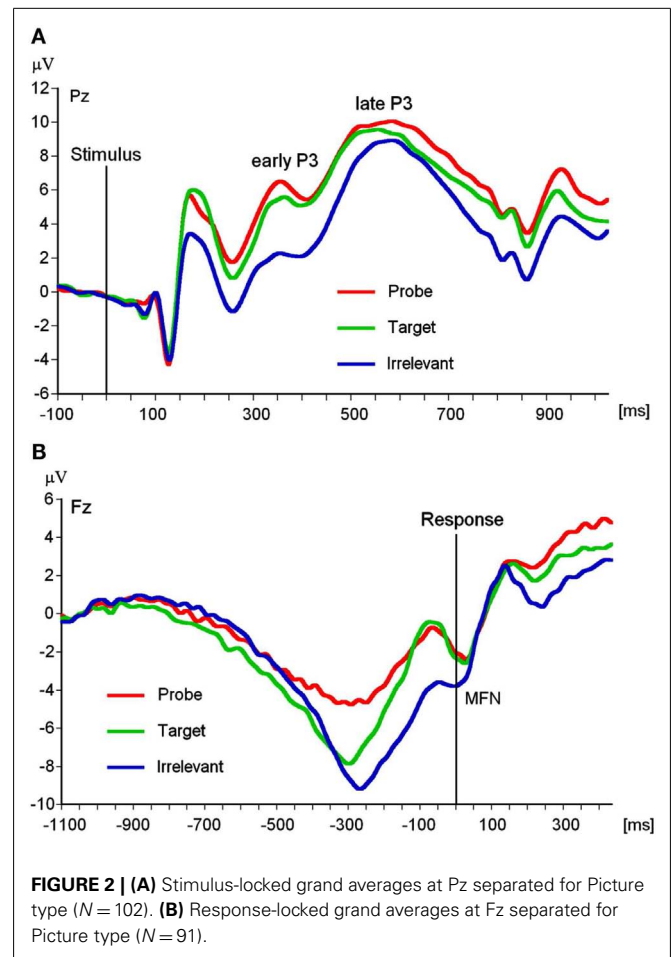 A
µV
Pz
12
10
8
6
4
2
0
-2
-4
-6
Stimulus
early P3
late P3
Probe
Target
Irrelevant
-100 100 300 500 700 900 [ms]
B
µV
Fz
6
4
2
0
-2
-4
-6
-8
-10
Response
MFN
Probe
Target
Irrelevant
-1100 -900 -700 -500 -300 -100 100 300 [ms]
FIGURE 2 | (A) Stimulus-locked grand averages at Pz separated for Picture
type (N = 102). (B) Response-locked grand averages at Fz separated for
Picture type (N = 91).